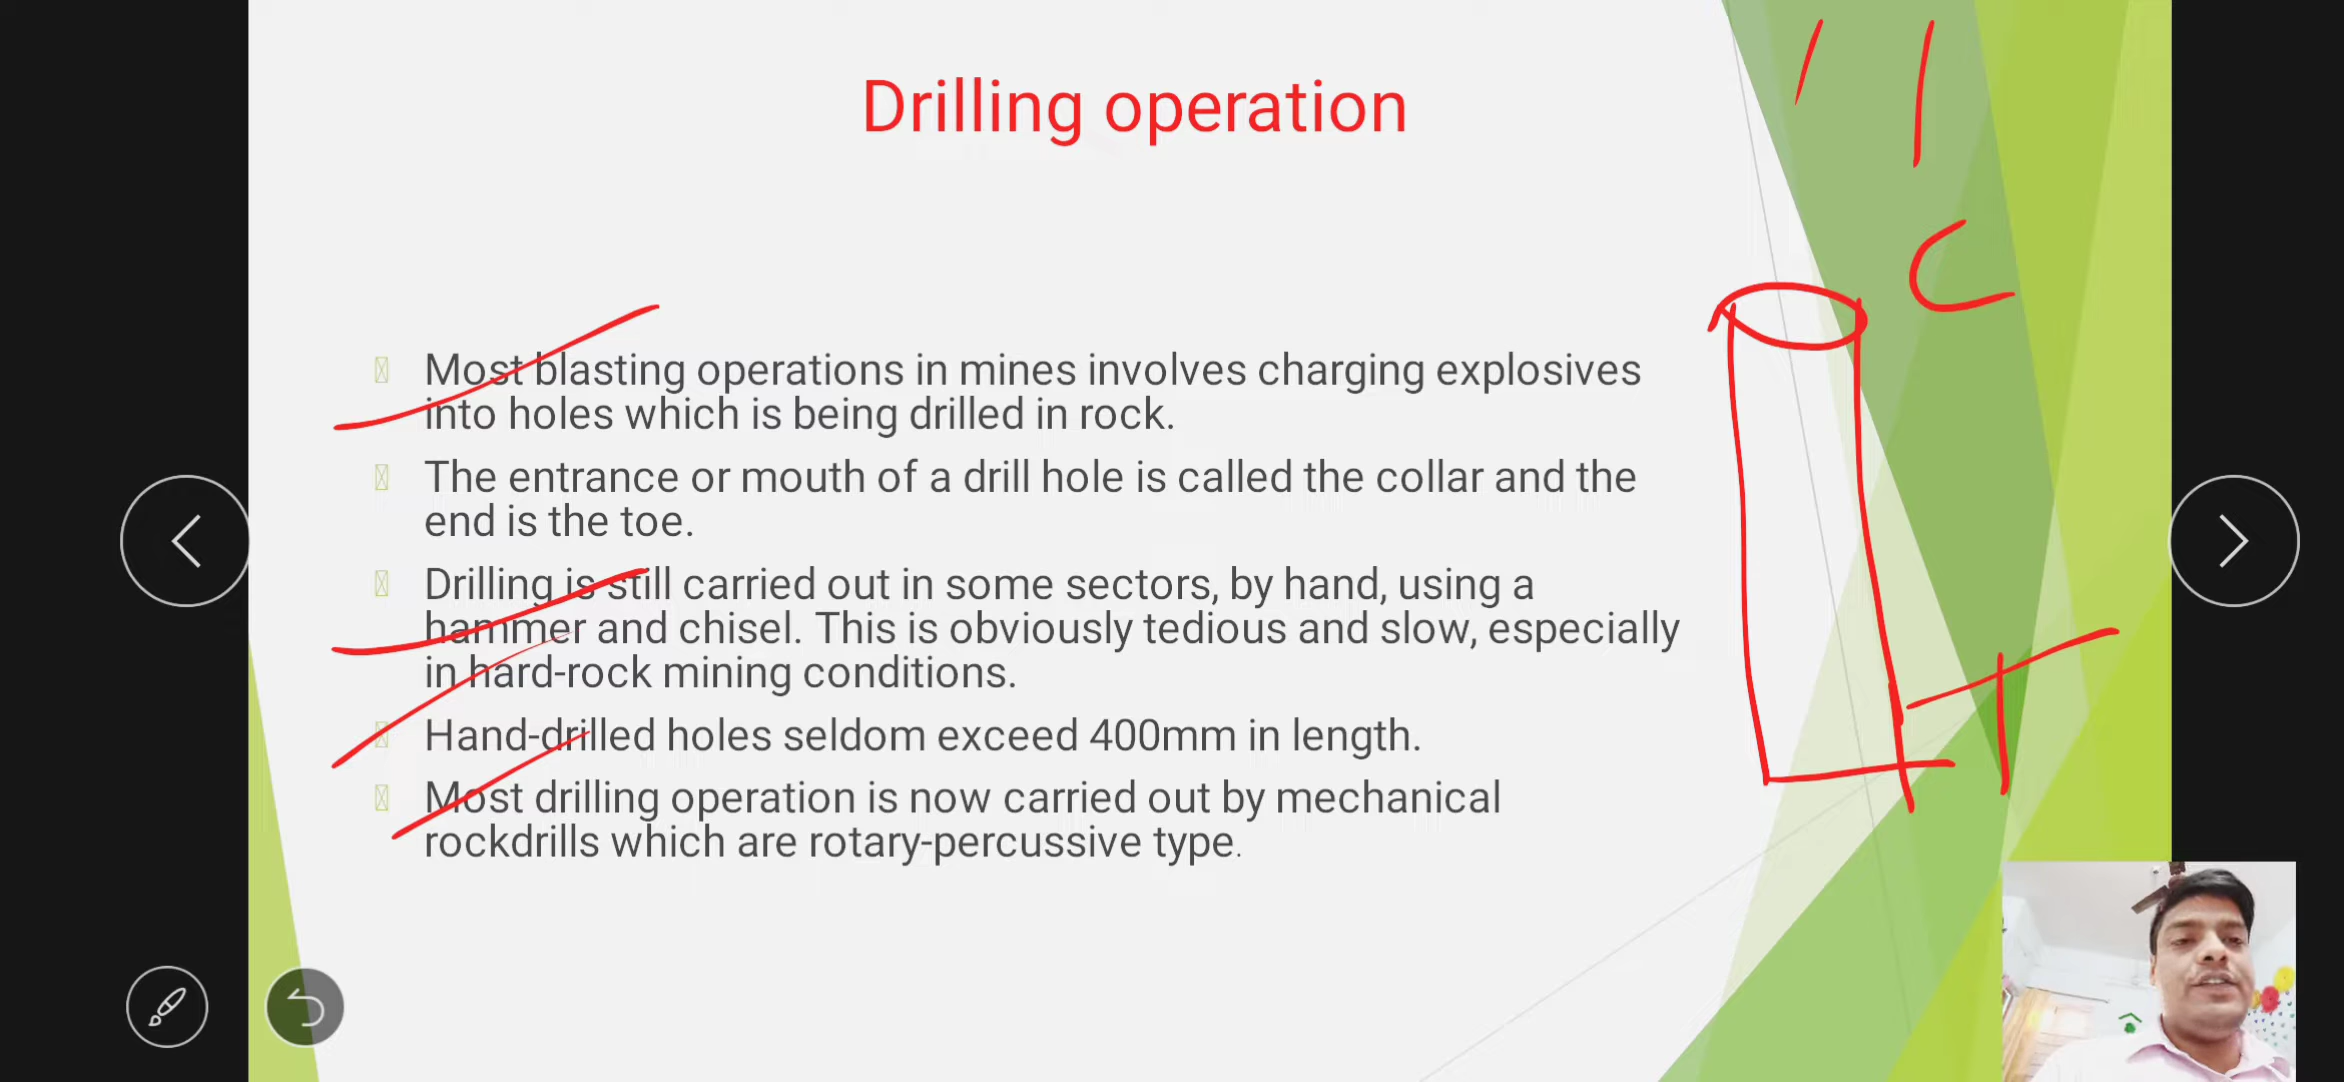 Drilling operation
Most blasting operations in mines involves charging explosives
into holes which is being drilled in rock.
The entrance or mouth of a drill hole is called the collar and the
end is the toe.
Drilling is still carried out in some sectors, by hand, using a
hammer and chisel. This is obviously tedious and slow, especially
in hard-rock mining conditions.
Hand-drilled holes seldom exceed 400mm in length.
Most drilling operation is now carried out by mechanical
rockdrills which are rotary-percussive type.
C
T